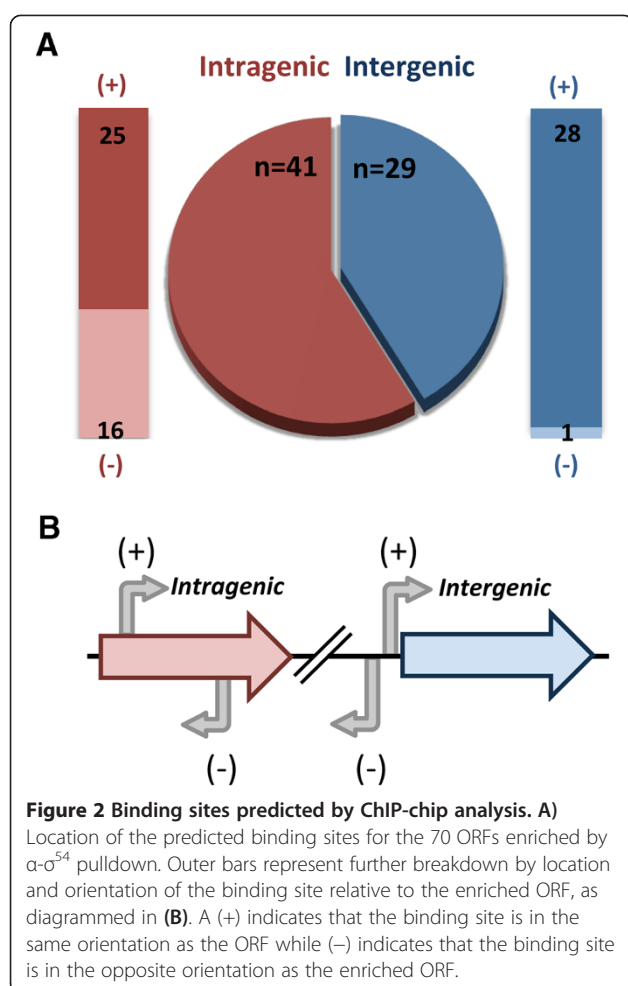 A
Intragenic Intergenic
(+)
(+)
25
28
n=41
n=29
16
1
(-)
(-)
B
(+)
(+)
Intragenic
Intergenic
(-)
(-)
Figure 2 Binding sites predicted by ChIP-chip analysis. A)
Location of the predicted binding sites for the 70 ORFs enriched by
α-σ⁵⁴ pulldown. Outer bars represent further breakdown by location
and orientation of the binding site relative to the enriched ORF, as
diagrammed in (B). A (+) indicates that the binding site is in the
same orientation as the ORF while (−) indicates that the binding site
is in the opposite orientation as the enriched ORF.